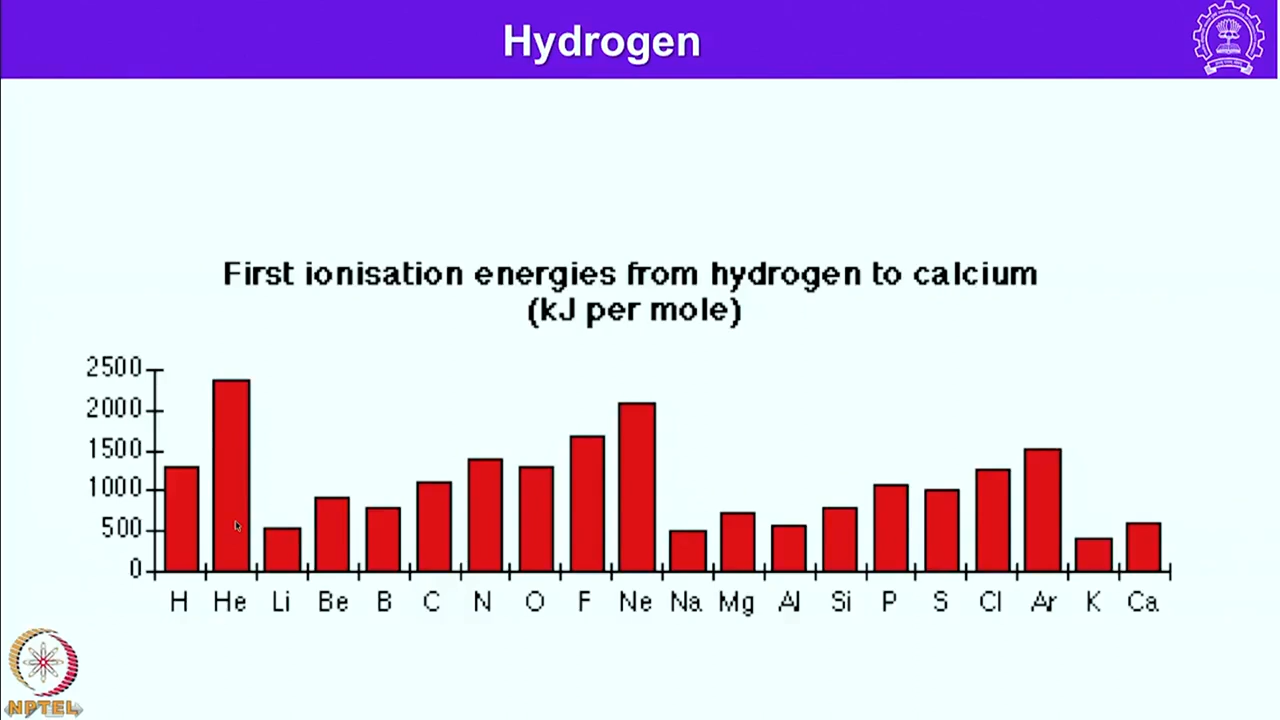 Hydrogen
First ionisation energies from hydrogen to calcium
(kJ per mole)
2500
2000
1500
1000
500
0
H He Li Be B C N O F Ne Na Mg Al Si P S Cl Ar K Ca
NPTEL